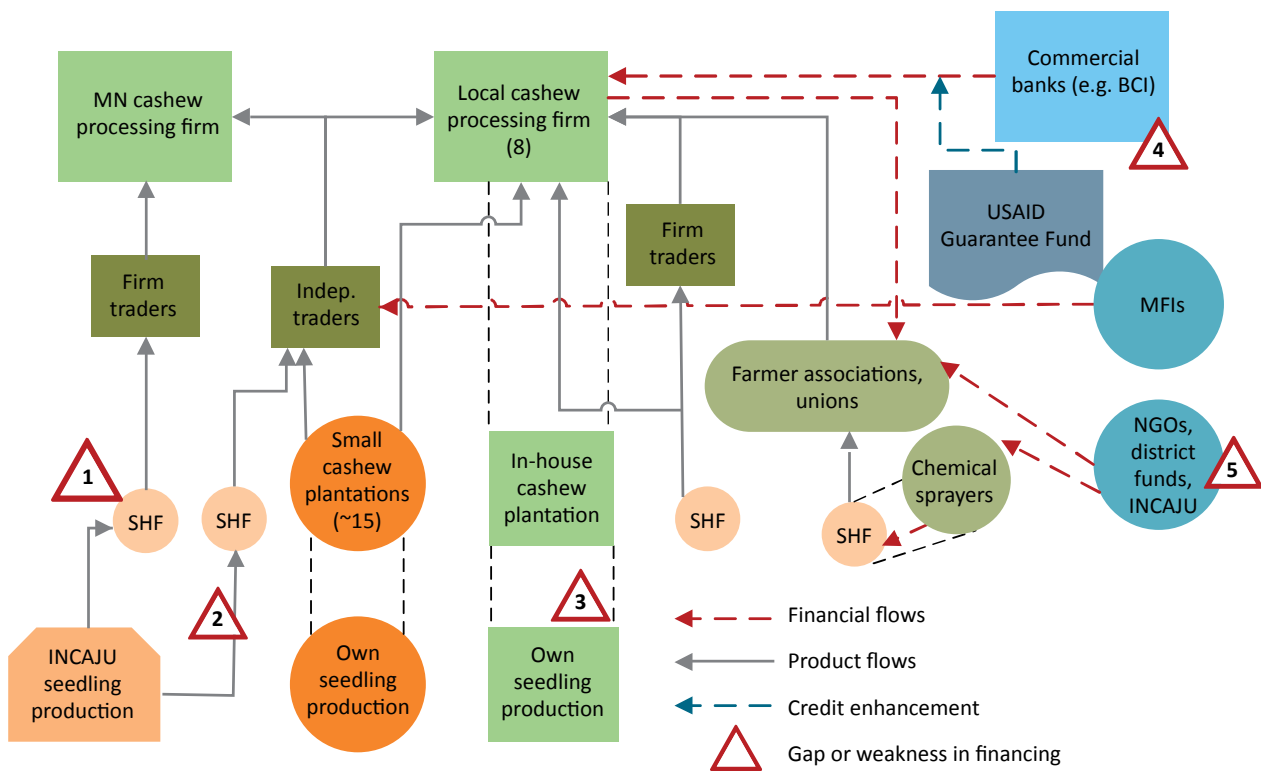 MN cashew
processing firm
Local cashew
processing firm
(8)
Commercial
banks (e.g. BCI)
4
USAID
Guarantee Fund
Firm
traders
Indep.
traders
Firm
traders
MFIs
Farmer associations,
unions
1
SHF
SHF
Small
cashew
plantations
(~15)
In-house
cashew
plantation
SHF
SHF
Chemical
sprayers
NGOs,
district
funds,
INCAJU
5
2
3
INCAJU
seedling
production
Own
seedling
production
Own
seedling
production
Financial flows
Product flows
Credit enhancement
Gap or weakness in financing